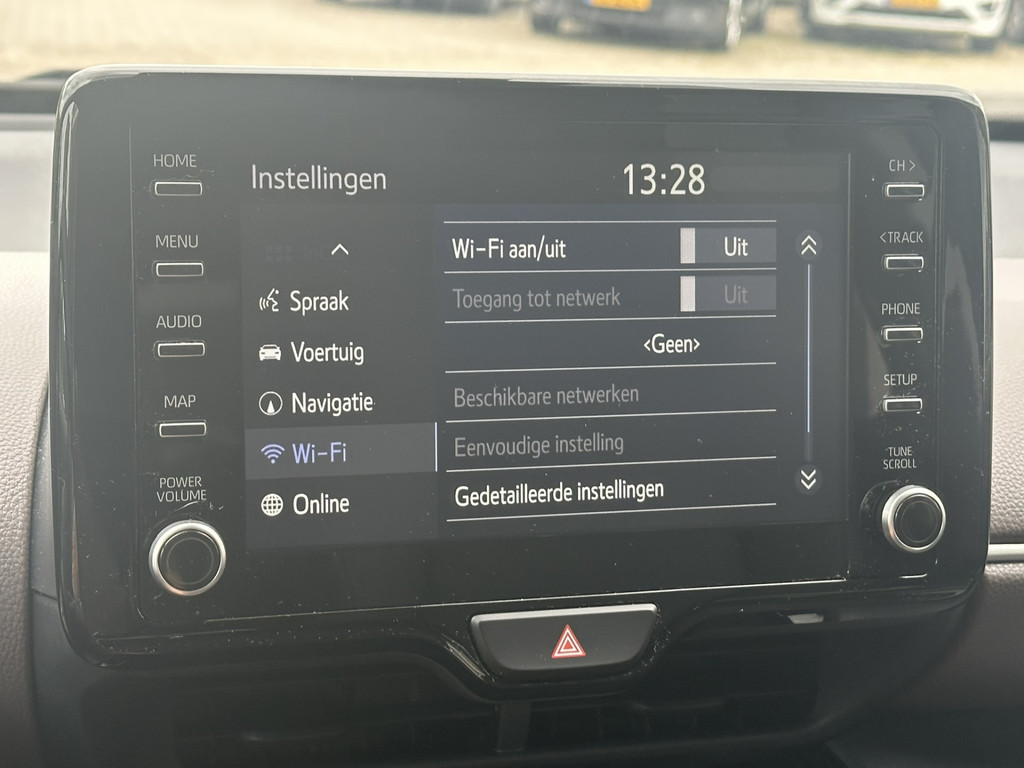 HOME
MENU
AUDIO
MAP
POWER
VOLUME
Instellingen
13:28
Spraak
Voertuig
Navigatie
Wi-Fi
Online
Wi-Fi aan/uit Uit
Toegang tot netwerk Uit
<Geen>
Beschikbare netwerken
Eenvoudige instelling
Gedetailleerde instellingen
CH >
<TRACK
PHONE
SETUP
TUNE
SCROLL